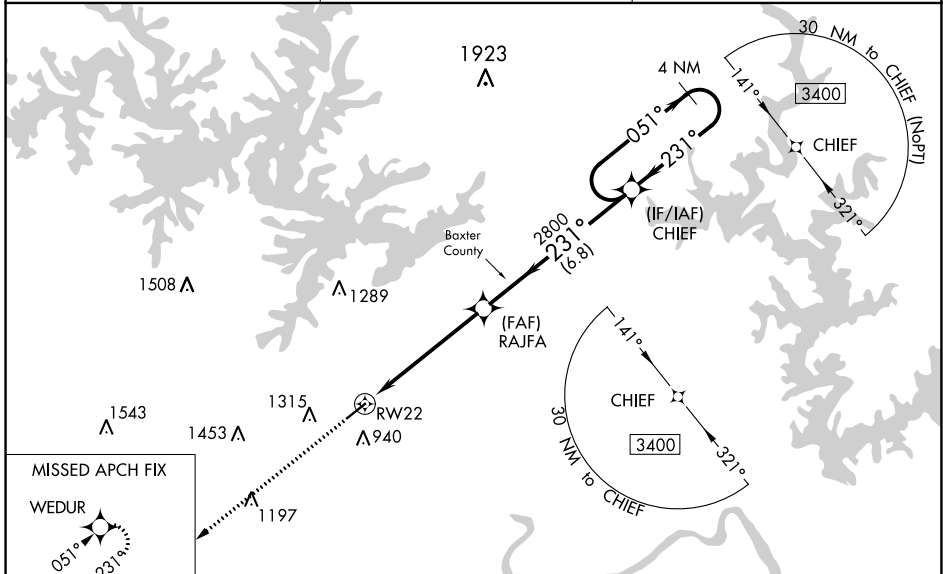 1923
4 NM
051°
231°
30 NM to CHIEF (NoPT)
141°
3400
CHIEF
321°
(IF/IAF)
CHIEF
2800
231°
(6.8)
Baxter
County
1508
1289
(FAF)
RAJFA
141°
CHIEF
3400
321°
30 NM to CHIEF
1543
1453
1315
RW22
940
1197
MISSED APCH FIX
WEDUR
051°
231°